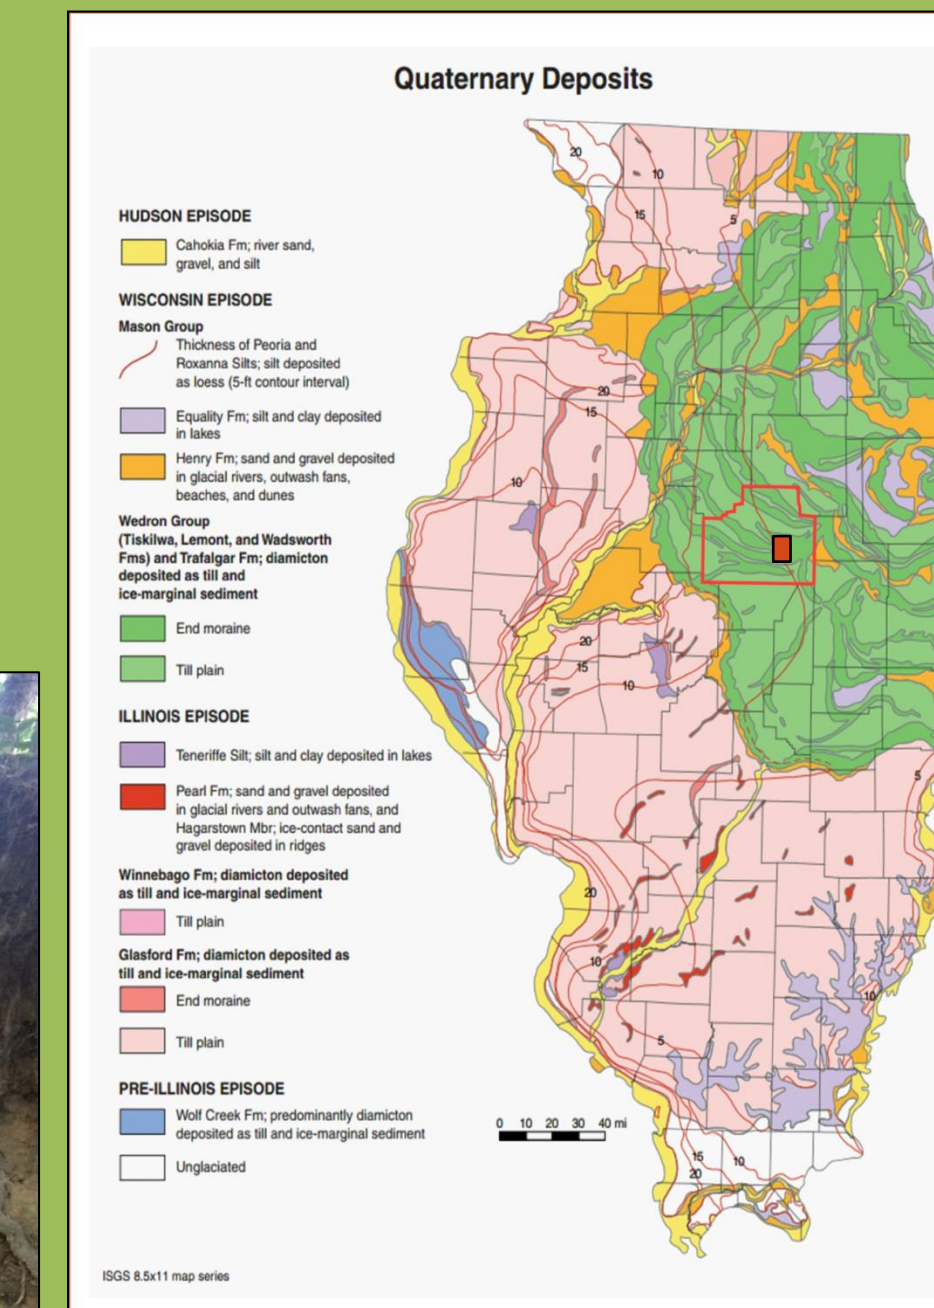 Quaternary Deposits
HUDSON EPISODE
Cahokia Fm; river sand,
gravel, and silt
WISCONSIN EPISODE
Mason Group
Thickness of Peoria and
Roxanna Silts; silt deposited
as loess (5-ft contour interval)
Equality Fm; silt and clay deposited
in lakes
Henry Fm; sand and gravel deposited
in glacial rivers, outwash fans,
beaches, and dunes
Wedron Group
(Tiskilwa, Lemont, and Wadsworth
Fms) and Trafalgar Fm; diamicton
deposited as till and
ice-marginal sediment
End moraine
Till plain
ILLINOIS EPISODE
Teneriffe Silt; silt and clay deposited in lakes
Pearl Fm; sand and gravel deposited
in glacial rivers and outwash fans, and
Hagarstown Mbr; ice-contact sand and
gravel deposited in ridges
Winnebago Fm; diamicton deposited
as till and ice-marginal sediment
Till plain
Glasford Fm; diamicton deposited as
till and ice-marginal sediment
End moraine
Till plain
PRE-ILLINOIS EPISODE
Wolf Creek Fm; predominantly diamicton
deposited as till and ice-marginal sediment
Unglaciated
ISGS 8.5x11 map series
20
10
15
5
20
15
10
20
15
10
5
20
10
10
5
15
10
20
0 10 20 30 40 mi